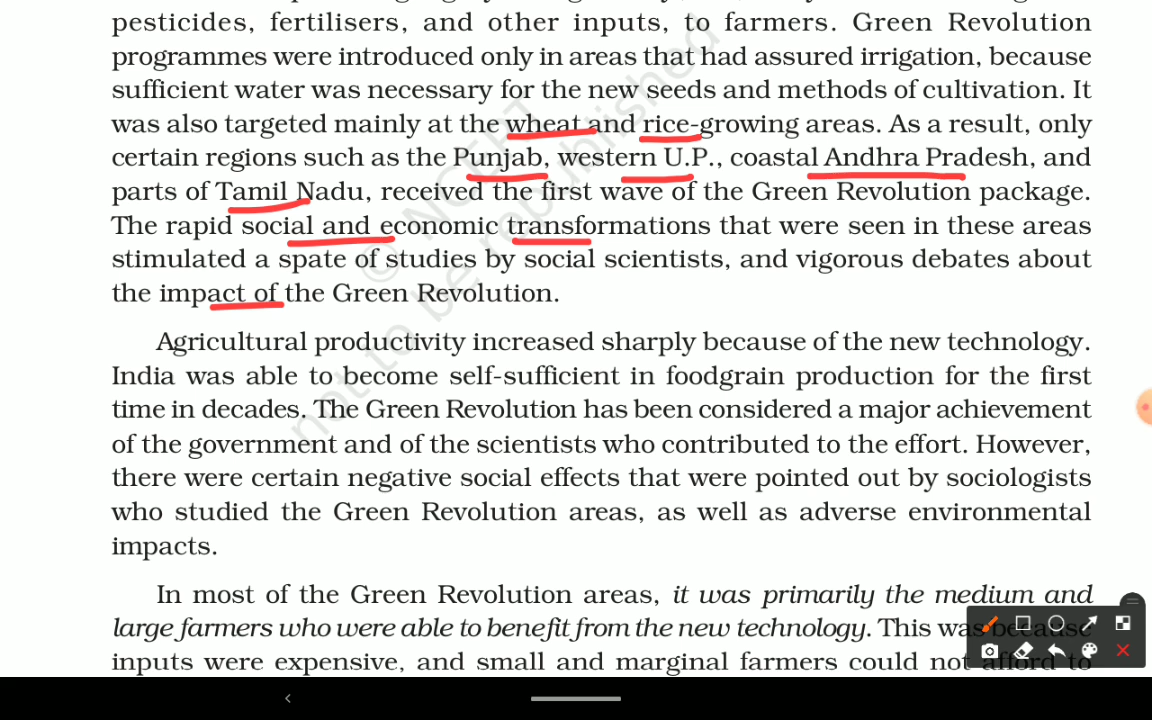 pesticides, fertilisers, and other inputs, to farmers. Green Revolution
programmes were introduced only in areas that had assured irrigation, because
sufficient water was necessary for the new seeds and methods of cultivation. It
was also targeted mainly at the wheat and rice-growing areas. As a result, only
certain regions such as the Punjab, western U.P., coastal Andhra Pradesh, and
parts of Tamil Nadu, received the first wave of the Green Revolution package.
The rapid social and economic transformations that were seen in these areas
stimulated a spate of studies by social scientists, and vigorous debates about
the impact of the Green Revolution.
Agricultural productivity increased sharply because of the new technology.
India was able to become self-sufficient in foodgrain production for the first
time in decades. The Green Revolution has been considered a major achievement
of the government and of the scientists who contributed to the effort. However,
there were certain negative social effects that were pointed out by sociologists
who studied the Green Revolution areas, as well as adverse environmental
impacts.
In most of the Green Revolution areas, it was primarily the medium and
large farmers who were able to benefit from the new technology. This was because
inputs were expensive, and small and marginal farmers could not afford to
© NCERT
not to be republished